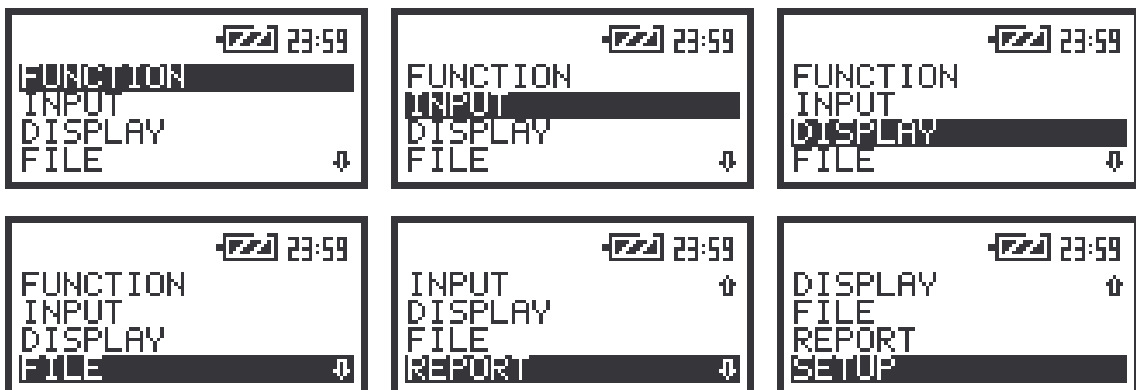 23:59
FUNCTION
INPUT
DISPLAY
FILE
23:59
FUNCTION
INPUT
DISPLAY
FILE
23:59
FUNCTION
INPUT
DISPLAY
FILE
23:59
FUNCTION
INPUT
DISPLAY
FILE
23:59
INPUT
DISPLAY
FILE
REPORT
23:59
DISPLAY
FILE
REPORT
SETUP